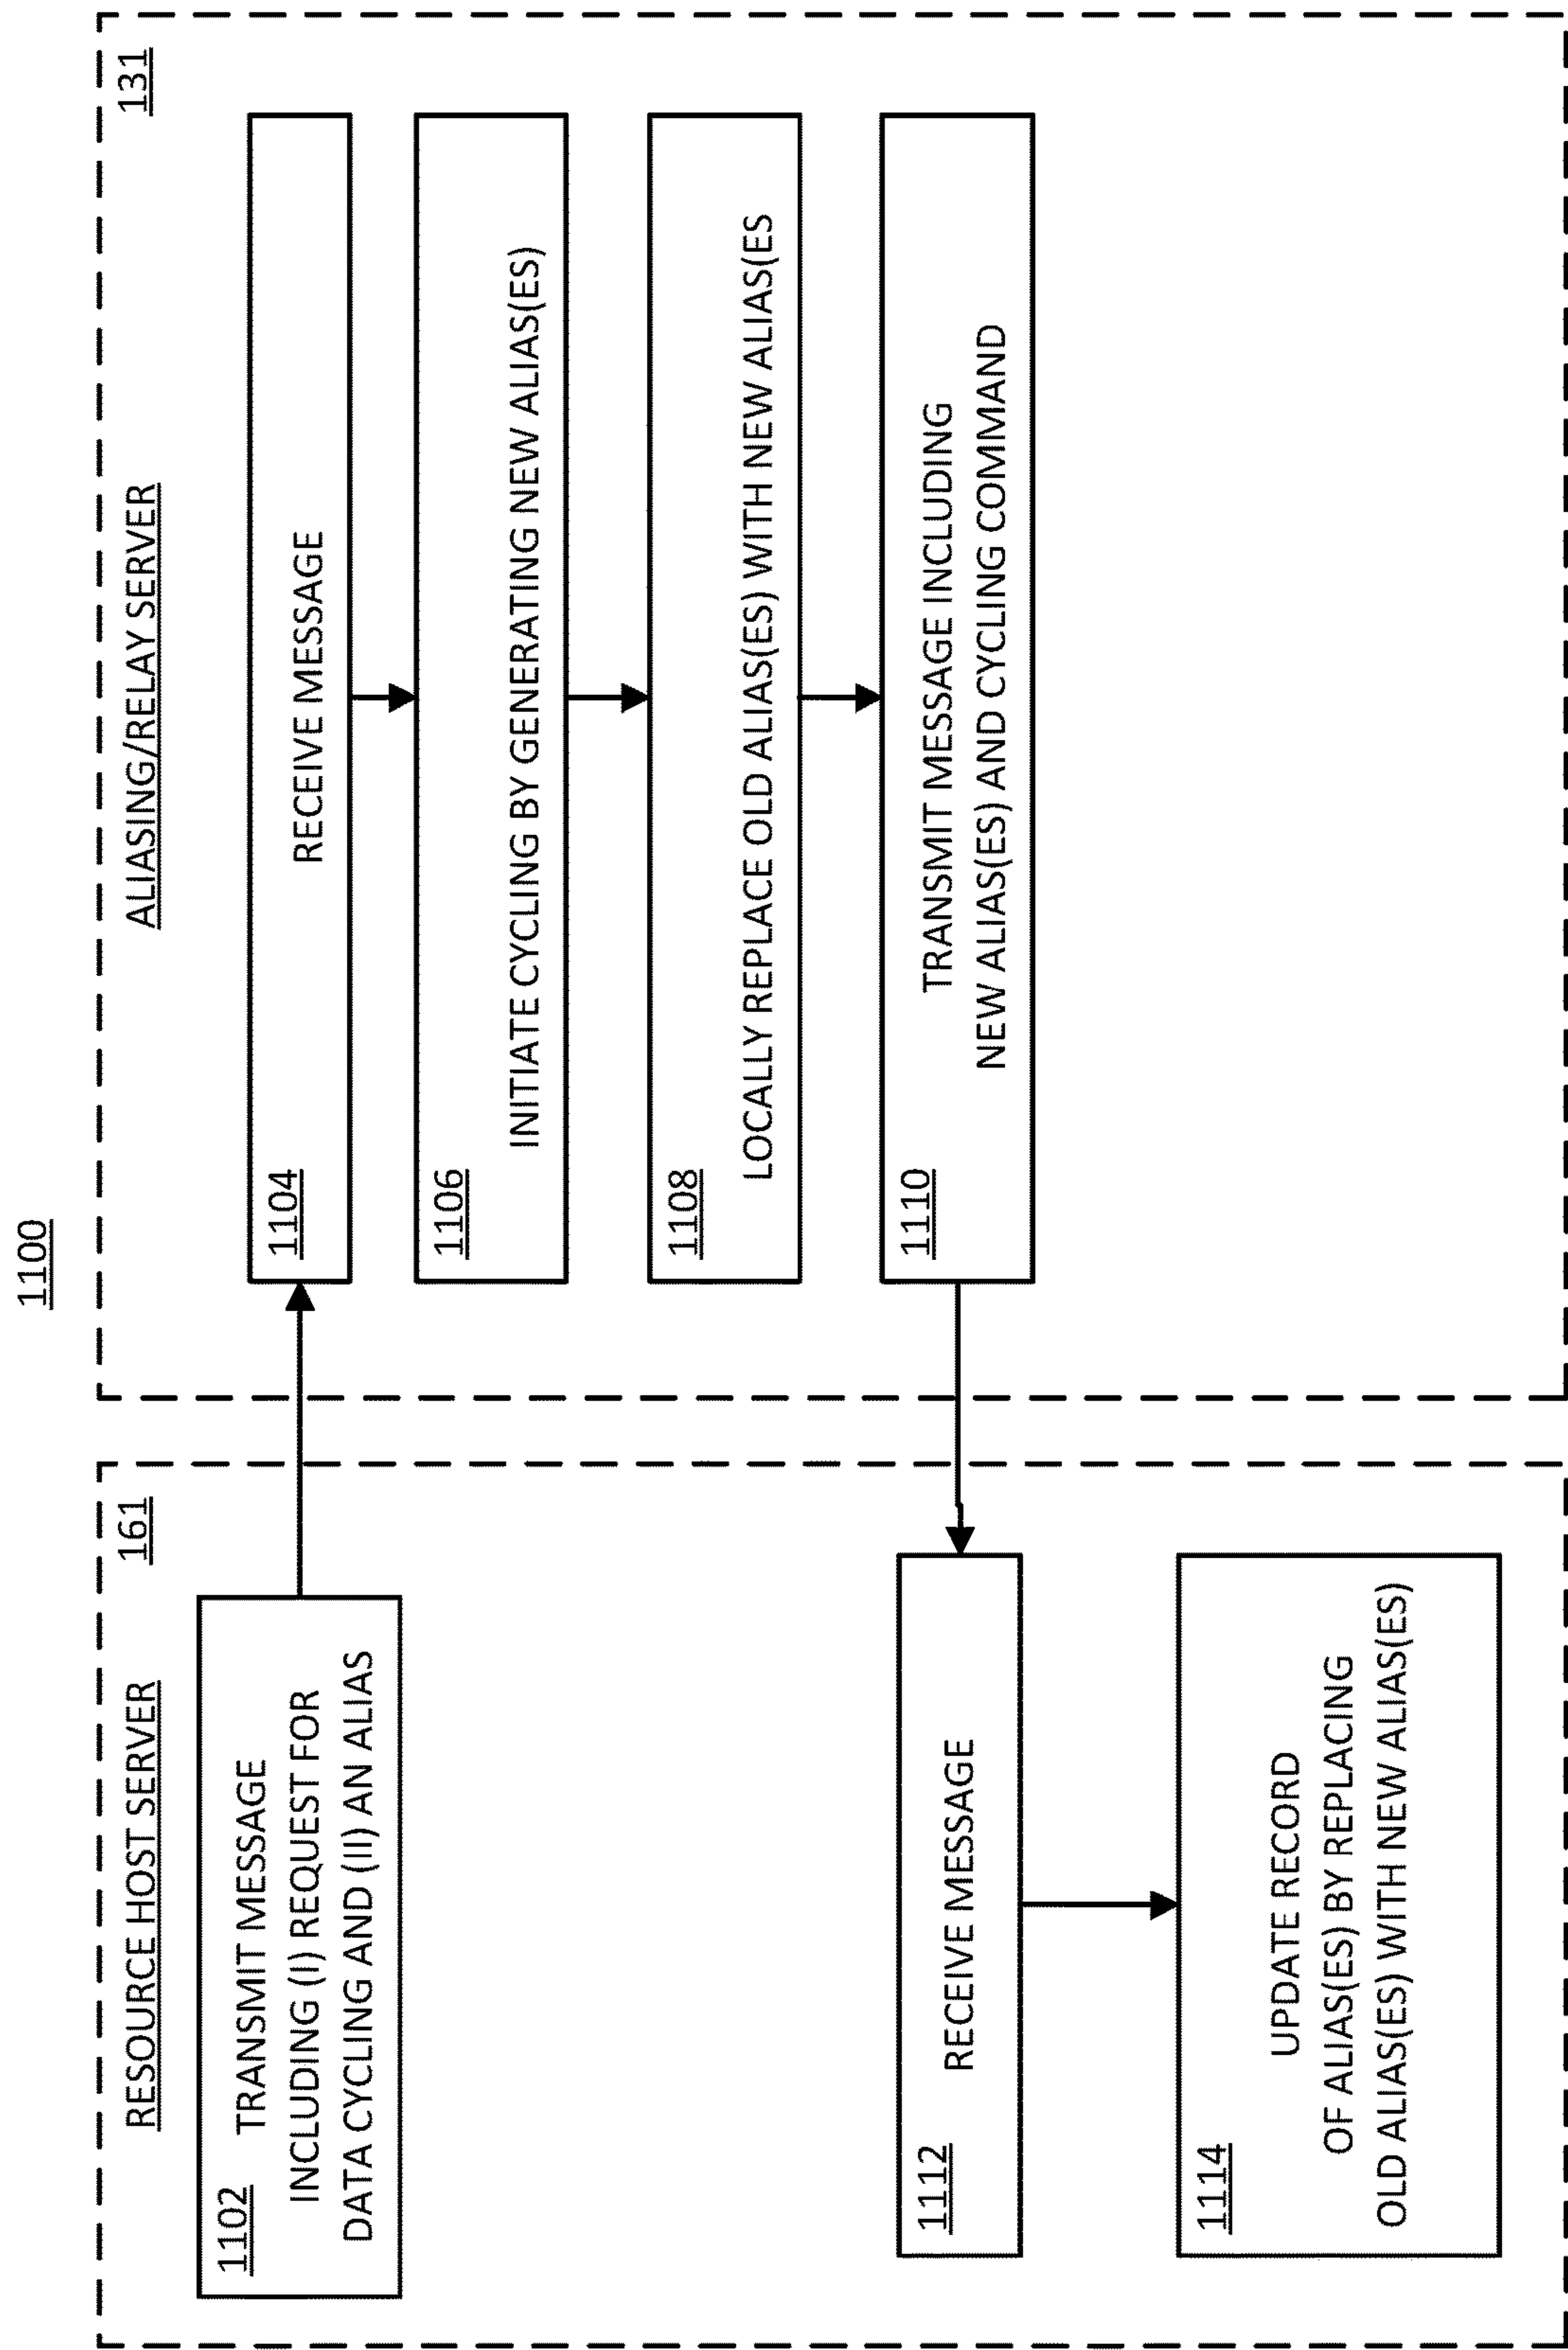 1100
RESOURCE HOST SERVER
161
1102
TRANSMIT MESSAGE
INCLUDING (I) REQUEST FOR
DATA CYCLING AND (II) AN ALIAS
1112
RECEIVE MESSAGE
1114
UPDATE RECORD
OF ALIAS(ES) BY REPLACING
OLD ALIAS(ES) WITH NEW ALIAS(ES)
ALIASING/RELAY SERVER
131
1104
RECEIVE MESSAGE
1106
INITIATE CYCLING BY GENERATING NEW ALIAS(ES)
1108
LOCALLY REPLACE OLD ALIAS(ES) WITH NEW ALIAS(ES
1110
TRANSMIT MESSAGE INCLUDING
NEW ALIAS(ES) AND CYCLING COMMAND